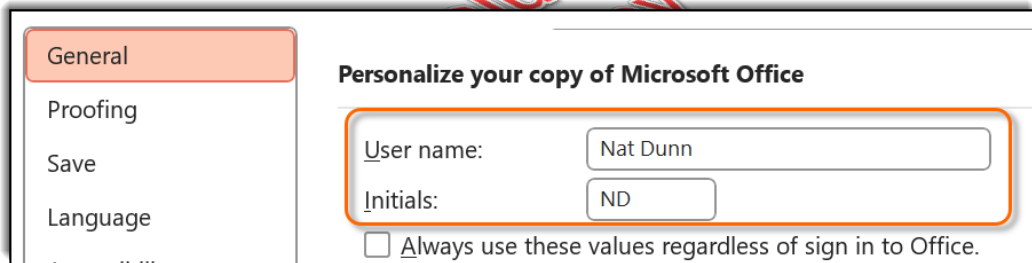 General
Proofing
Save
Language
Personalize your copy of Microsoft Office
User name: Nat Dunn
Initials: ND
Always use these values regardless of sign in to Office.